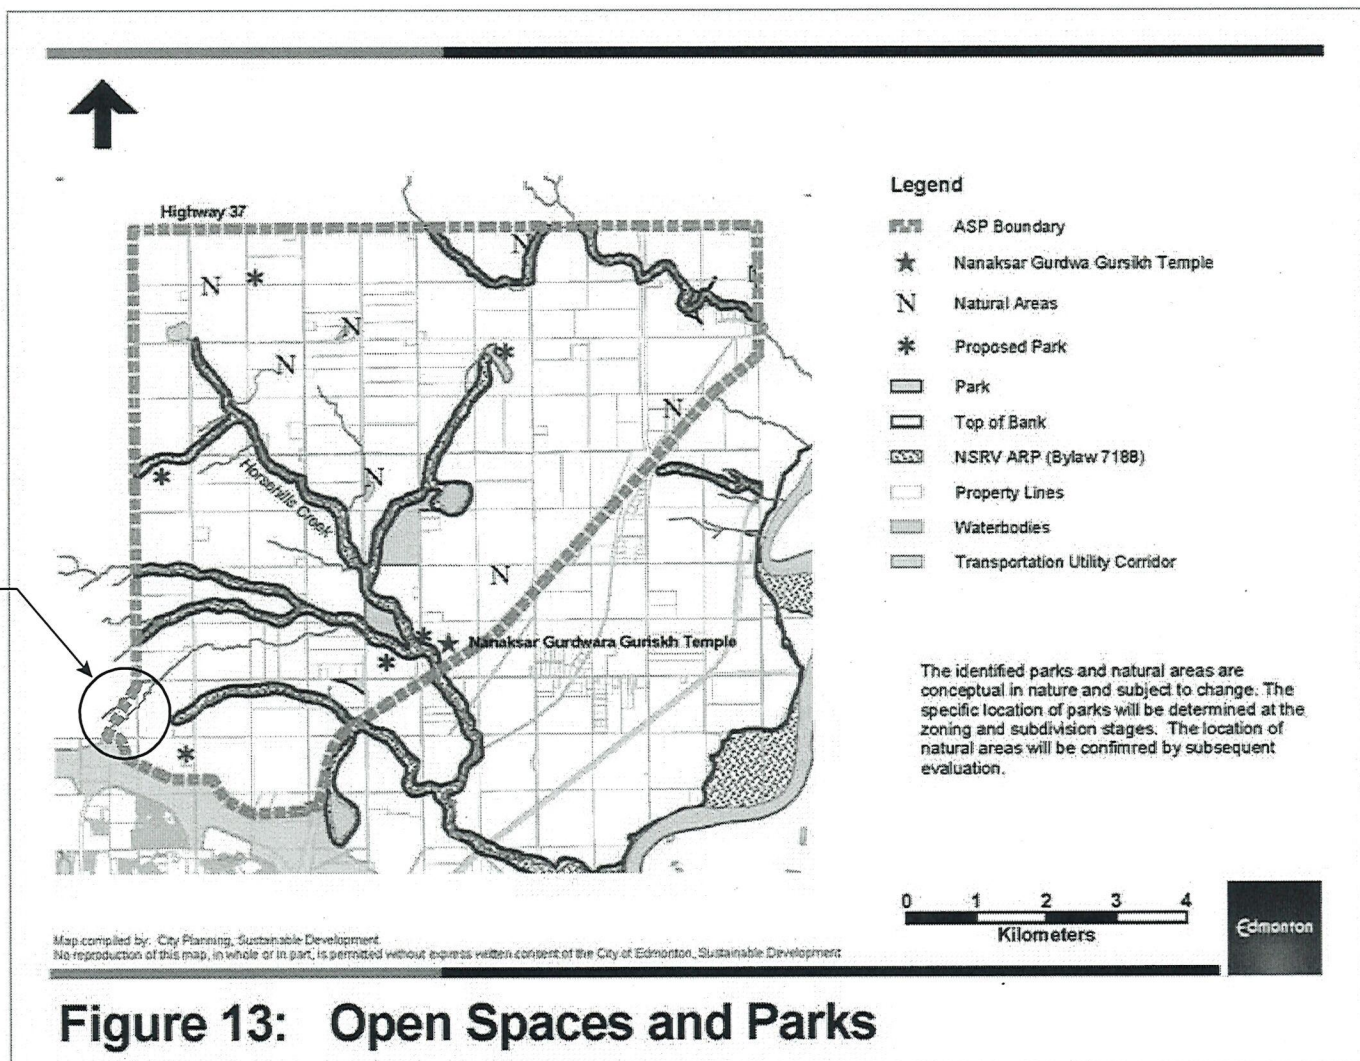 Highway 37
N
N
N
N
N
N
N
Horsehills Creek
Nanaksar Gurdwara Guriskh Temple
Legend
ASP Boundary
Nanaksar Gurdwa Gursikh Temple
N Natural Areas
Proposed Park
Park
Top of Bank
NSRV ARP (Bylaw 7188)
Property Lines
Waterbodies
Transportation Utility Corridor
The identified parks and natural areas are
conceptual in nature and subject to change. The
specific location of parks will be determined at the
zoning and subdivision stages. The location of
natural areas will be confimred by subsequent
evaluation.
0 1 2 3 4
Kilometers
Edmonton
Map compiled by: City Planning, Sustainable Development
No reproduction of this map, in whole or in part, is permitted without express written consent of the City of Edmonton, Sustainable Development
Figure 13: Open Spaces and Parks